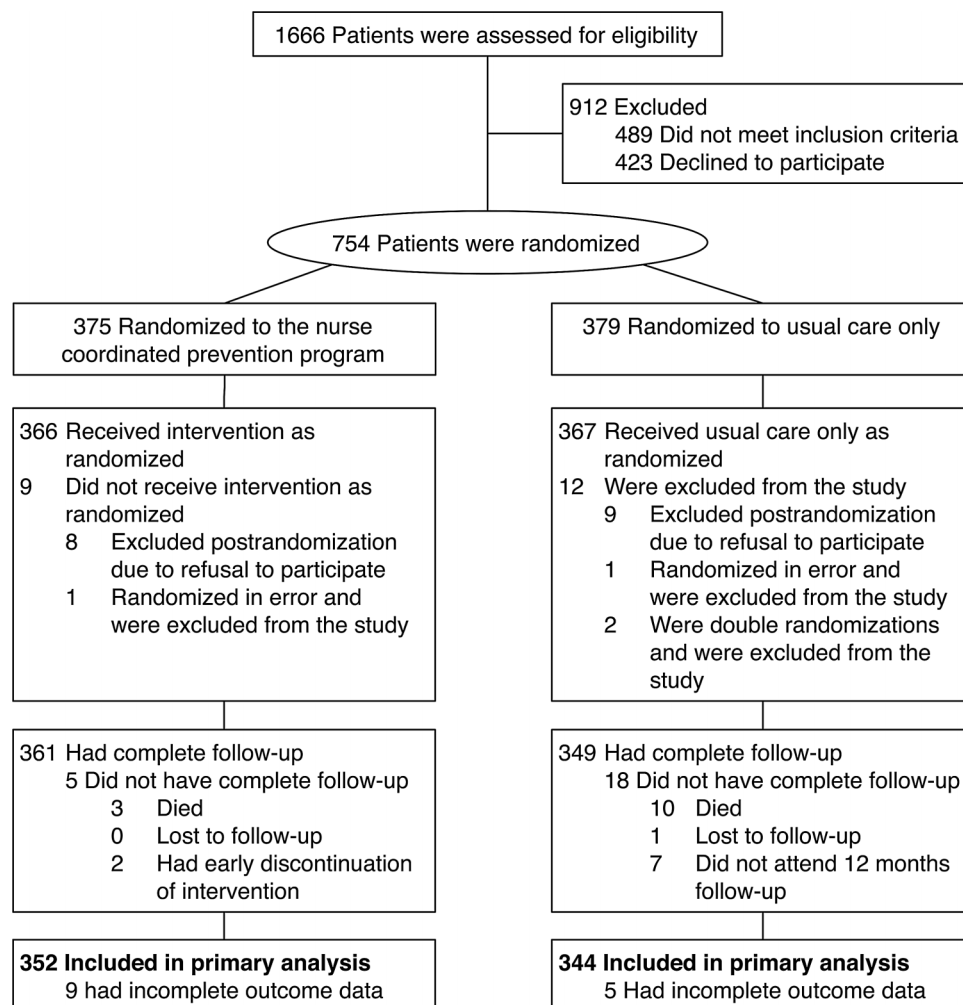 1666 Patients were assessed for eligibility
912 Excluded
489 Did not meet inclusion criteria
423 Declined to participate
754 Patients were randomized
375 Randomized to the nurse
coordinated prevention program
379 Randomized to usual care only
366 Received intervention as
randomized
9 Did not receive intervention as
randomized
8 Excluded postrandomization
due to refusal to participate
1 Randomized in error and
were excluded from the study
367 Received usual care only as
randomized
12 Were excluded from the study
9 Excluded postrandomization
due to refusal to participate
1 Randomized in error and
were excluded from the study
2 Were double randomizations
and were excluded from the
study
361 Had complete follow-up
5 Did not have complete follow-up
3 Died
0 Lost to follow-up
2 Had early discontinuation
of intervention
349 Had complete follow-up
18 Did not have complete follow-up
10 Died
1 Lost to follow-up
7 Did not attend 12 months
follow-up
352 Included in primary analysis
9 had incomplete outcome data
344 Included in primary analysis
5 Had incomplete outcome data